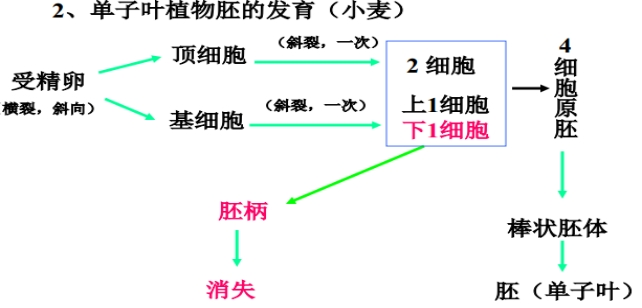 2、单子叶植物胚的发育（小麦）
受精卵
横裂，斜向）
顶细胞
（斜裂，一次）
基细胞
（斜裂，一次）
2 细胞
上1细胞
下1细胞
4
细
胞
原
胚
胚柄
消失
棒状胚体
胚（单子叶）